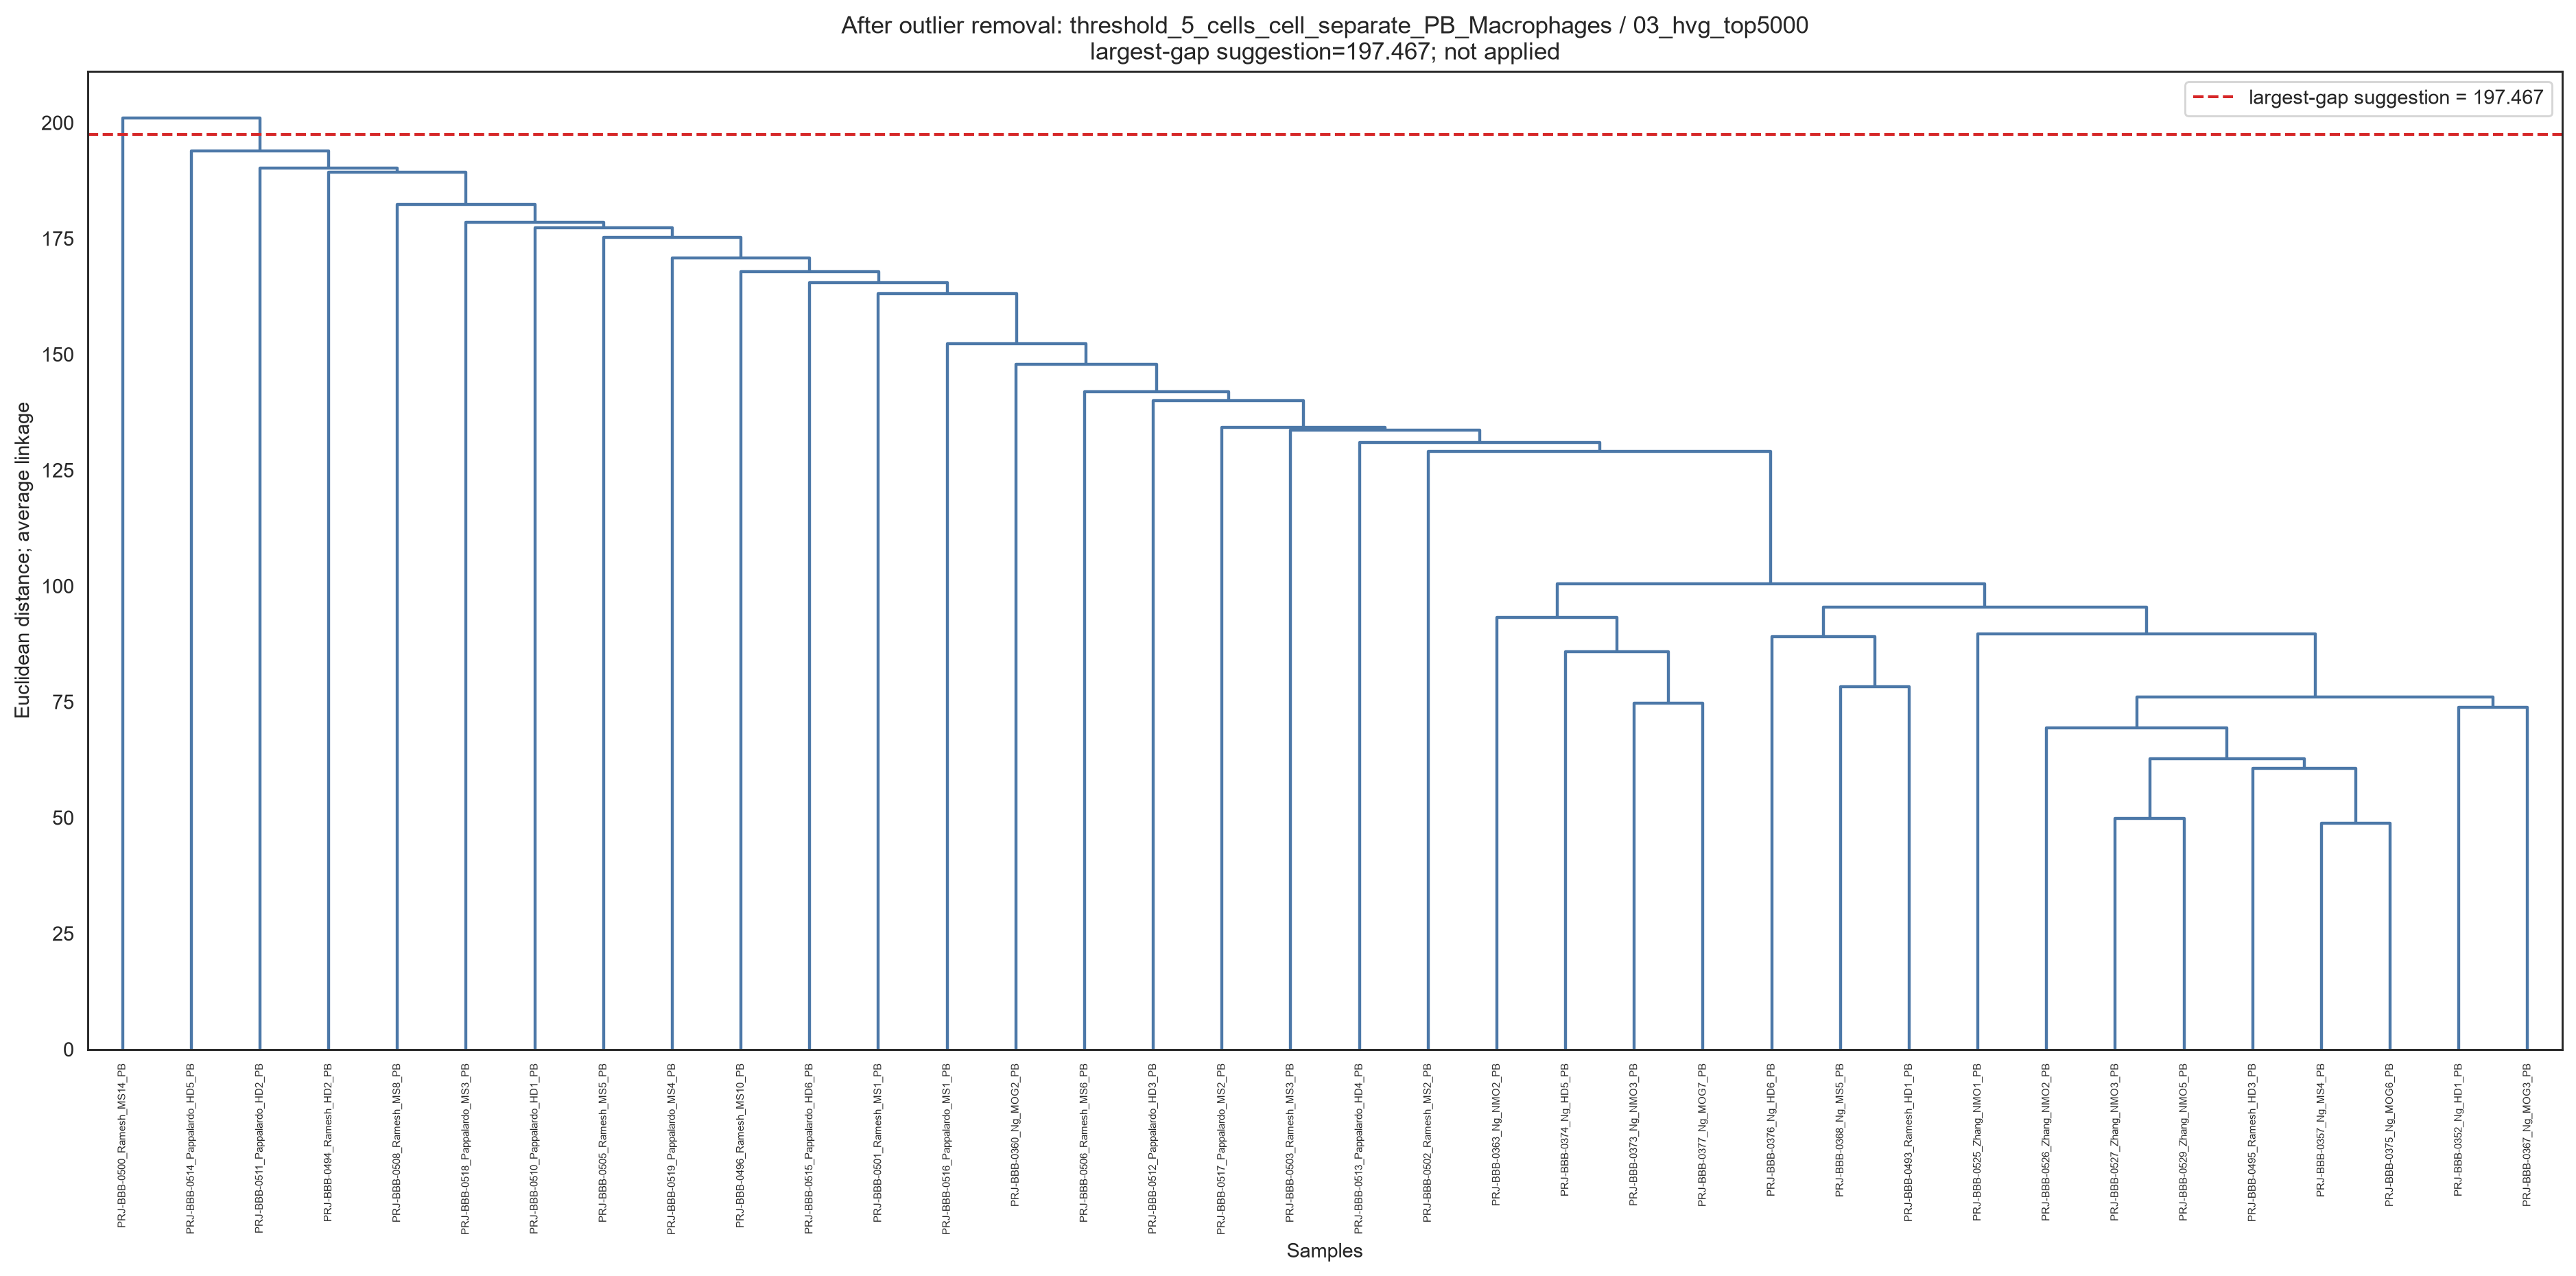 After outlier removal: threshold_5_cells_cell_separate_PB_Macrophages / 03_hvg_top5000
largest-gap suggestion=197.467; not applied
largest-gap suggestion = 197.467
Euclidean distance; average linkage
200
175
150
125
100
75
50
25
0
PRJ-BBB-0500_Ramesh_MS14_PB
PRJ-BBB-0514_Pappalardo_HD5_PB
PRJ-BBB-0511_Pappalardo_HD2_PB
PRJ-BBB-0494_Ramesh_HD2_PB
PRJ-BBB-0508_Ramesh_MS8_PB
PRJ-BBB-0518_Pappalardo_MS3_PB
PRJ-BBB-0510_Pappalardo_HD1_PB
PRJ-BBB-0505_Ramesh_MS5_PB
PRJ-BBB-0519_Pappalardo_MS4_PB
PRJ-BBB-0496_Ramesh_MS10_PB
PRJ-BBB-0515_Pappalardo_HD6_PB
PRJ-BBB-0501_Ramesh_MS1_PB
PRJ-BBB-0516_Pappalardo_MS1_PB
PRJ-BBB-0360_Ng_MOG2_PB
PRJ-BBB-0506_Ramesh_MS6_PB
PRJ-BBB-0512_Pappalardo_HD3_PB
PRJ-BBB-0517_Pappalardo_MS2_PB
PRJ-BBB-0503_Ramesh_MS3_PB
PRJ-BBB-0513_Pappalardo_HD4_PB
PRJ-BBB-0502_Ramesh_MS2_PB
PRJ-BBB-0363_Ng_NMO2_PB
PRJ-BBB-0374_Ng_HD5_PB
PRJ-BBB-0373_Ng_NMO3_PB
PRJ-BBB-0377_Ng_MOG7_PB
PRJ-BBB-0376_Ng_HD6_PB
PRJ-BBB-0368_Ng_MS5_PB
PRJ-BBB-0493_Ramesh_HD1_PB
PRJ-BBB-0525_Zhang_NMO1_PB
PRJ-BBB-0526_Zhang_NMO2_PB
PRJ-BBB-0527_Zhang_NMO3_PB
PRJ-BBB-0529_Zhang_NMO5_PB
PRJ-BBB-0495_Ramesh_HD3_PB
PRJ-BBB-0357_Ng_MS4_PB
PRJ-BBB-0375_Ng_MOG6_PB
PRJ-BBB-0352_Ng_HD1_PB
PRJ-BBB-0367_Ng_MOG3_PB
Samples